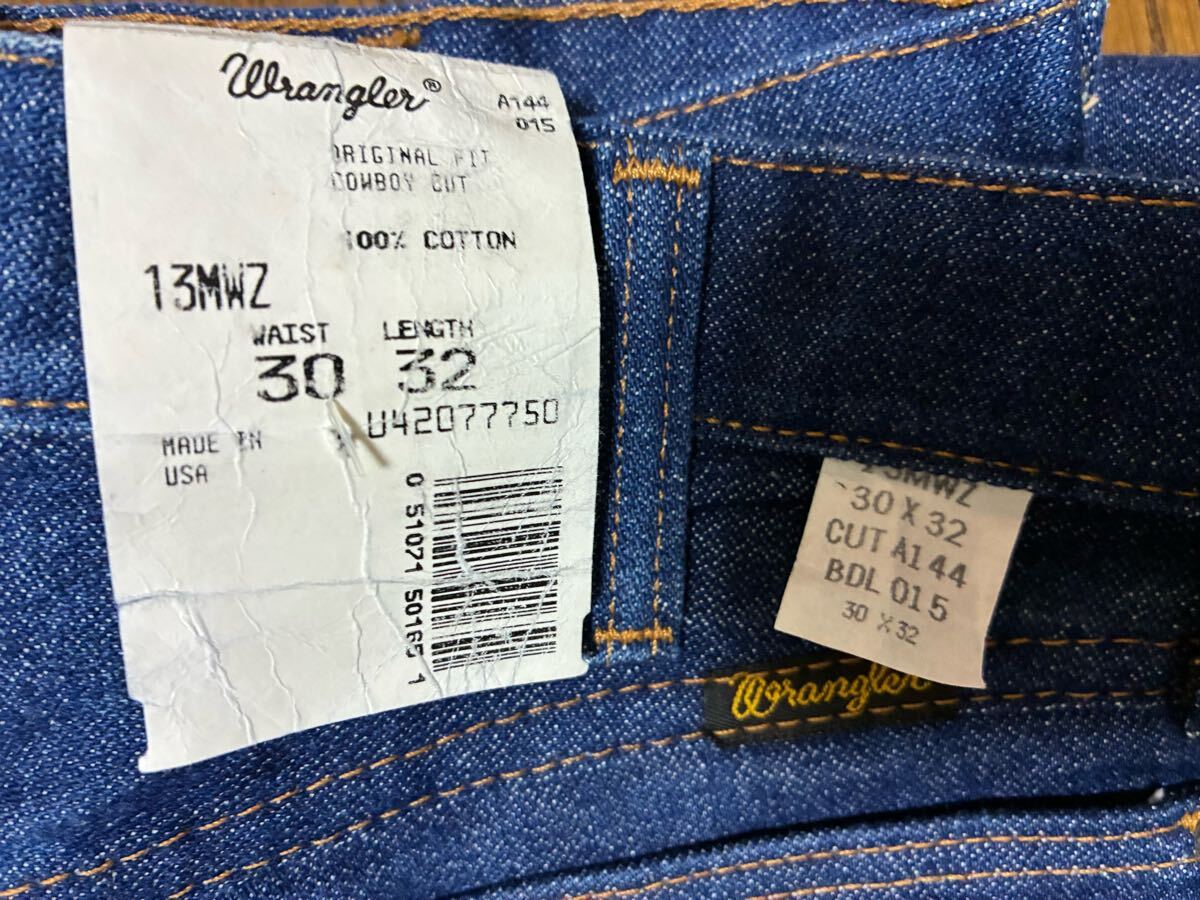 Wrangler®
A144
015
ORIGINAL FIT
COWBOY CUT
100% COTTON
13MWZ
WAIST LENGTH
30 32
U42077750
MADE IN
USA
0 51071 50165 1
13MWZ
30 X 32
CUT A144
BDL 015
30 X 32
Wrangler